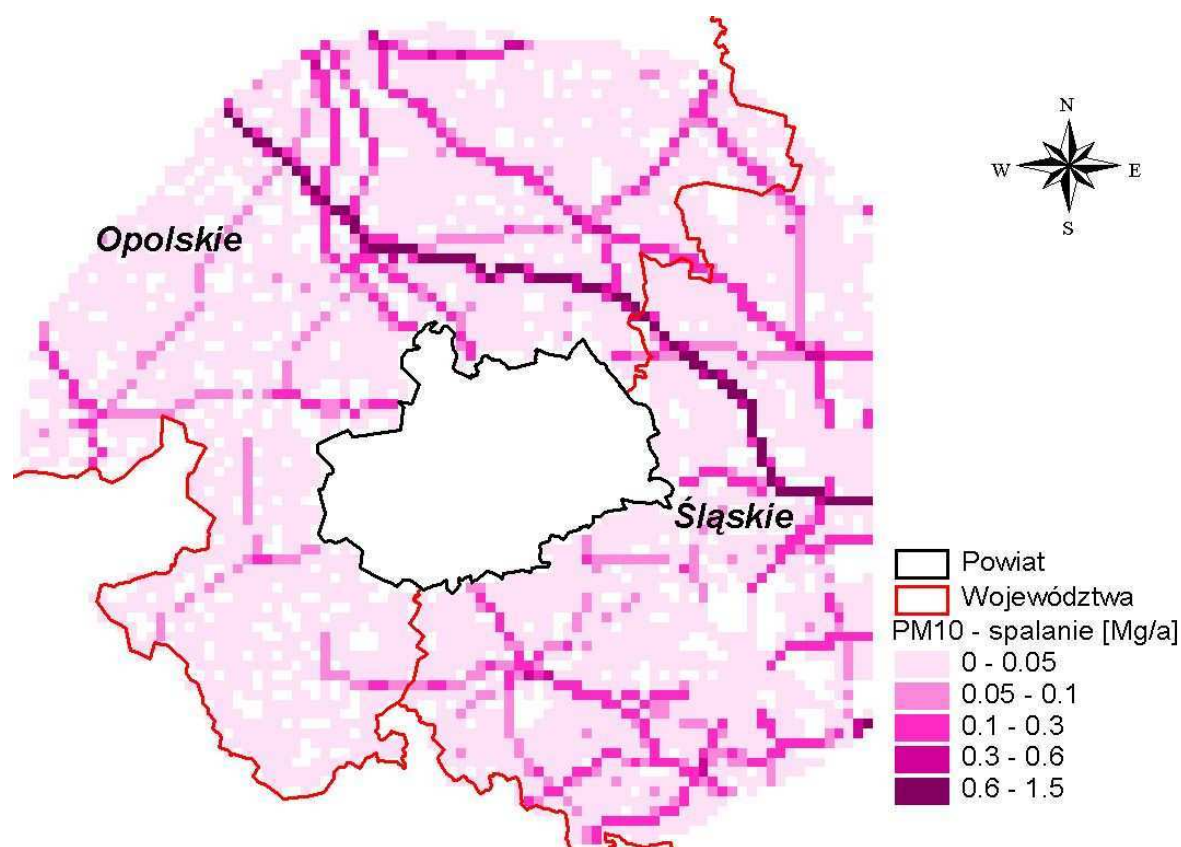 N
W E
S
Opolskie
Śląskie
Powiat
Województwa
PM10 - spalanie [Mg/a]
0 - 0.05
0.05 - 0.1
0.1 - 0.3
0.3 - 0.6
0.6 - 1.5